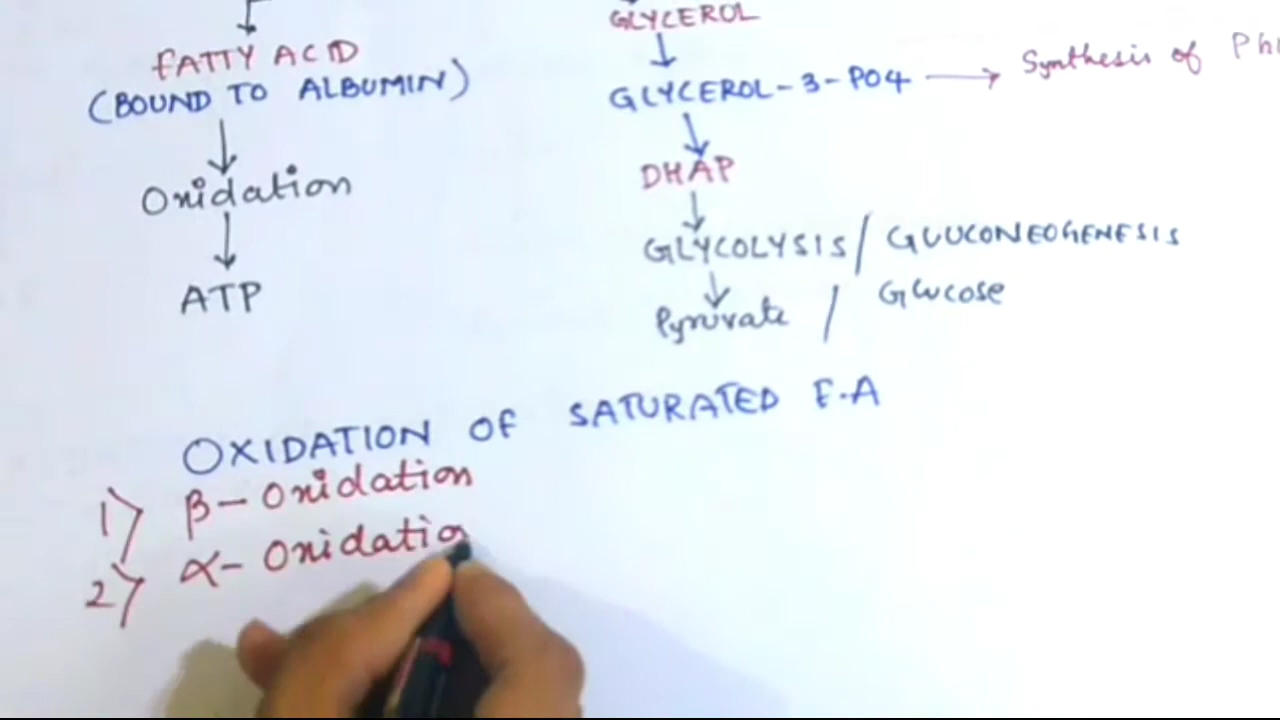 FATTY ACID
(BOUND TO ALBUMIN)
Oxidation
ATP
GLYCEROL
GLYCEROL-3-PO4 → Synthesis of
DHAP
GLYCOLYSIS / GLUCONEOGENESIS
Pyruvate / Glucose
OXIDATION OF SATURATED F.A
1) β-Oxidation
2) α-Oxidatio